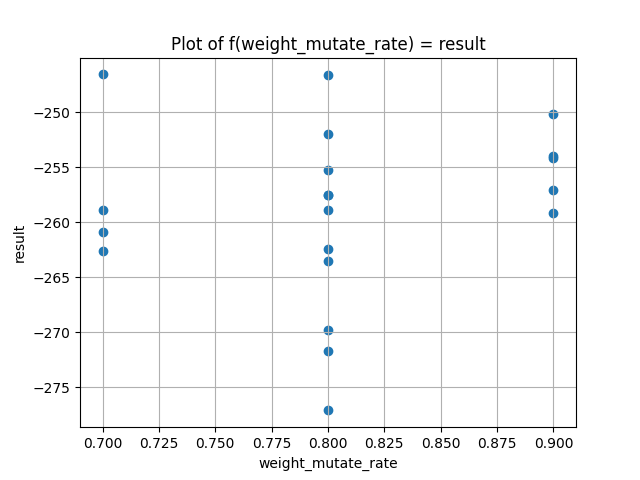 Plot of f(weight_mutate_rate) = result
−250
−255
−260
−265
−270
−275
result
0.700 0.725 0.750 0.775 0.800 0.825 0.850 0.875 0.900
weight_mutate_rate